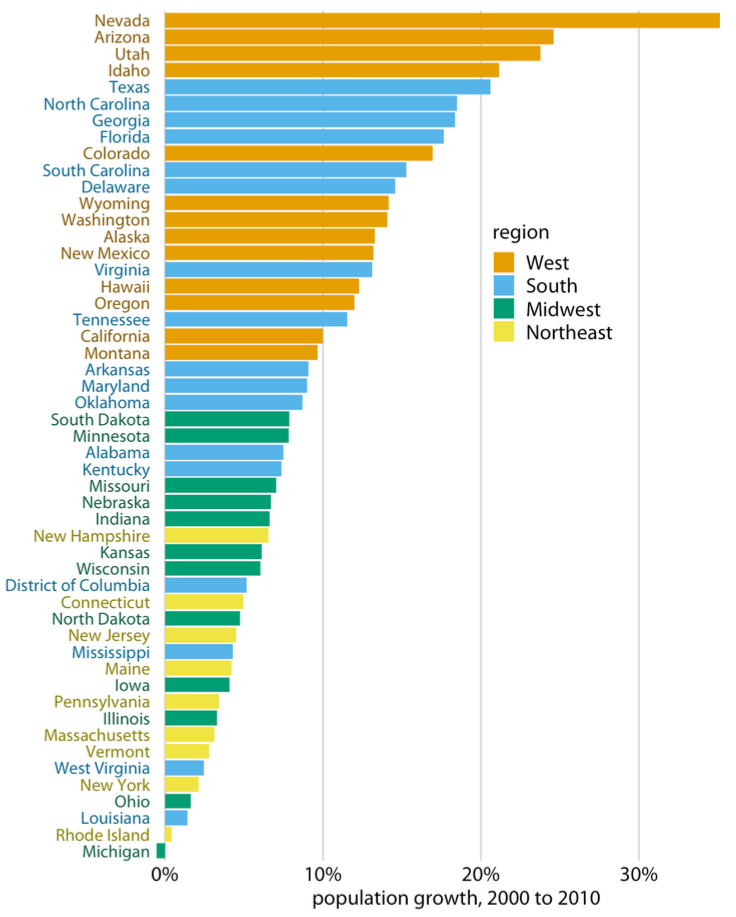 Nevada
Arizona
Utah
Idaho
Texas
North Carolina
Georgia
Florida
Colorado
South Carolina
Delaware
Wyoming
Washington
Alaska
New Mexico
Virginia
Hawaii
Oregon
Tennessee
California
Montana
Arkansas
Maryland
Oklahoma
South Dakota
Minnesota
Alabama
Kentucky
Missouri
Nebraska
Indiana
New Hampshire
Kansas
Wisconsin
District of Columbia
Connecticut
North Dakota
New Jersey
Mississippi
Maine
Iowa
Pennsylvania
Illinois
Massachusetts
Vermont
West Virginia
New York
Ohio
Louisiana
Rhode Island
Michigan
region
West
South
Midwest
Northeast
0% 10% 20% 30%
population growth, 2000 to 2010